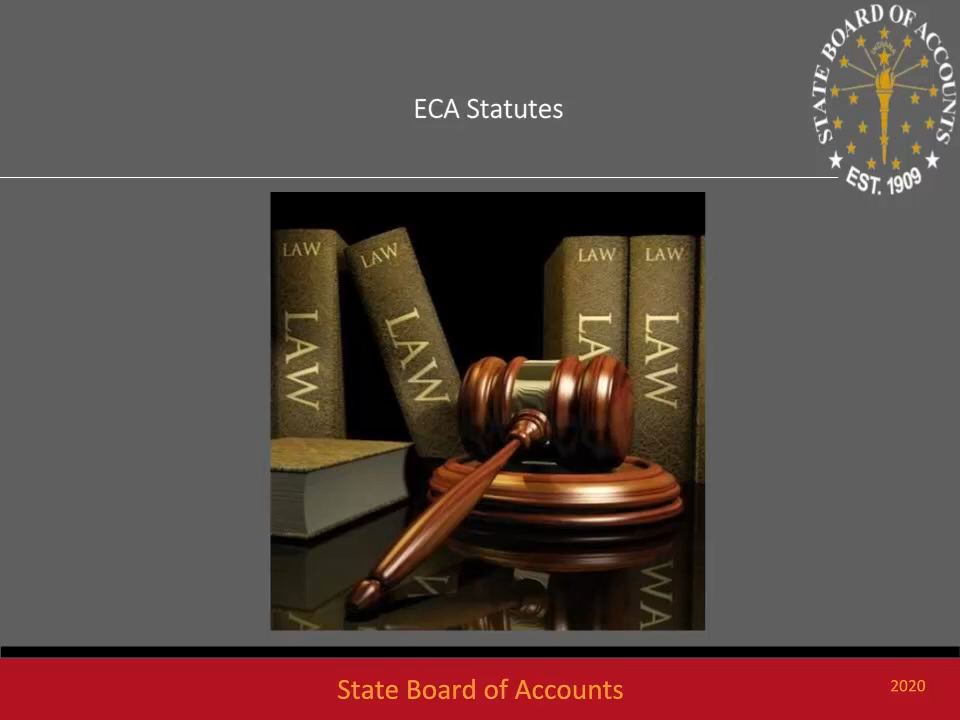 ECA Statutes
STATE BOARD OF ACCOUNTS
INDIANA
EST. 1909
LAW
LAW
LAW
LAW
LAW
LAW
LAW
LAW
State Board of Accounts
2020